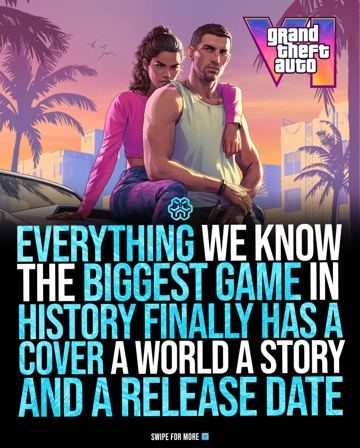 grand
theft
auto
VI
EVERYTHING WE KNOW
THE BIGGEST GAME IN
HISTORY FINALLY HAS A
COVER A WORLD A STORY
AND A RELEASE DATE
SWIPE FOR MORE